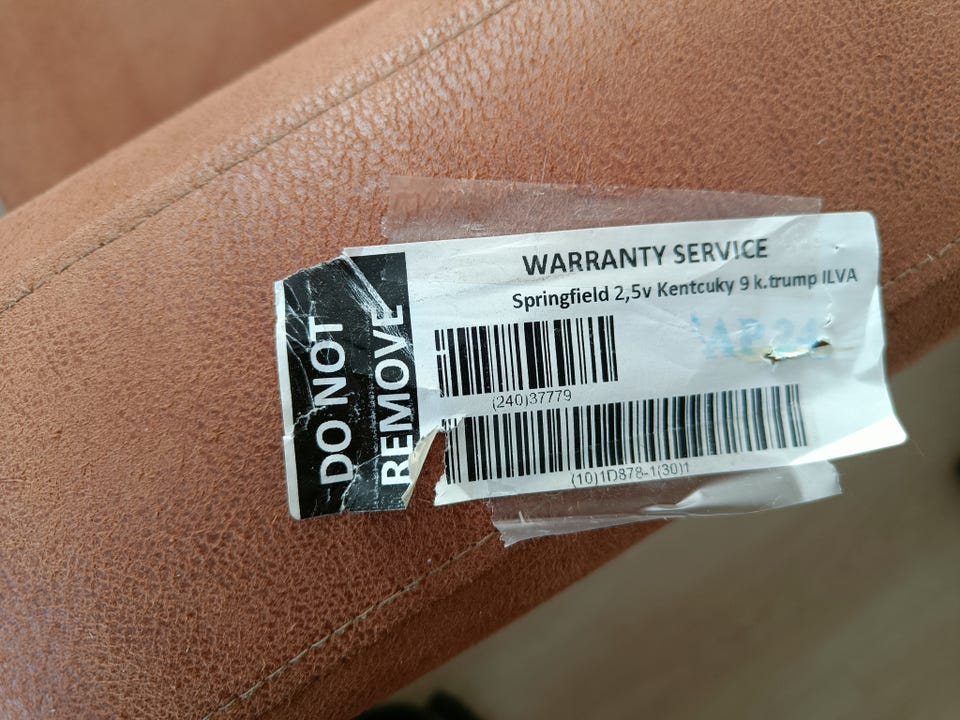 DO NOT
REMOVE
WARRANTY SERVICE
Springfield 2,5v Kentcuky 9 k.trump ILVA
(240)37779
(10)1D878-1(30)1